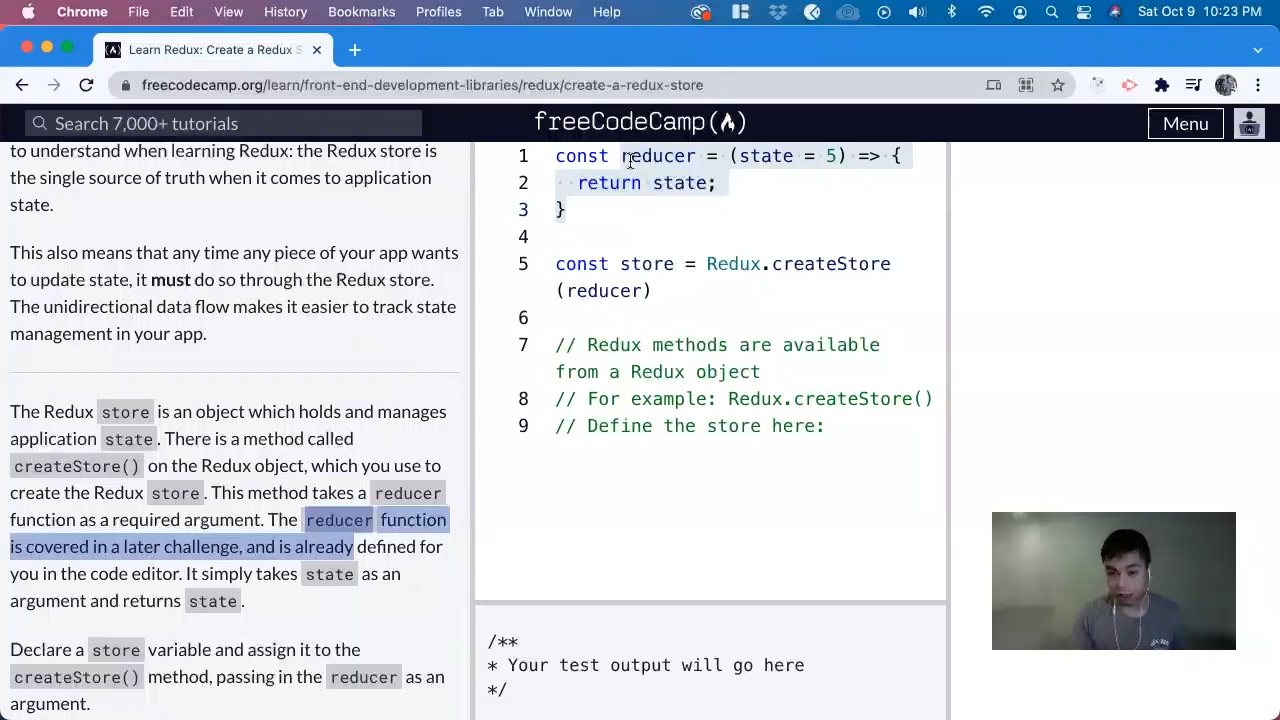 Chrome File Edit View History Bookmarks Profiles Tab Window Help Sat Oct 9 10:23 PM
Learn Redux: Create a Redux S
freecodecamp.org/learn/front-end-development-libraries/redux/create-a-redux-store
Search 7,000+ tutorials
freeCodeCamp
Menu
to understand when learning Redux: the Redux store is
the single source of truth when it comes to application
state.
This also means that any time any piece of your app wants
to update state, it must do so through the Redux store.
The unidirectional data flow makes it easier to track state
management in your app.
The Redux store is an object which holds and manages
application state. There is a method called
createStore() on the Redux object, which you use to
create the Redux store. This method takes a reducer
function as a required argument. The reducer function
is covered in a later challenge, and is already defined for
you in the code editor. It simply takes state as an
argument and returns state.
Declare a store variable and assign it to the
createStore() method, passing in the reducer as an
argument.
1 const reducer = (state = 5) => {
2 return state;
3 }
4
5 const store = Redux.createStore
(reducer)
6
7 // Redux methods are available
from a Redux object
8 // For example: Redux.createStore()
9 // Define the store here:
/**
* Your test output will go here
*/